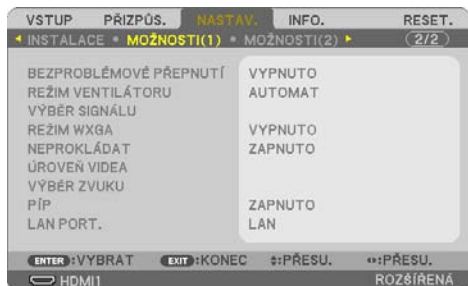 VSTUP PŘIZPŮS. NASTAV. INFO. RESET.
INSTALACE • MOŽNOSTI(1) • MOŽNOSTI(2) 2/2
BEZPROBLÉMOVÉ PŘEPNUTÍ VYPNUTO
REŽIM VENTILÁTORU AUTOMAT
VÝBĚR SIGNÁLU
REŽIM WXGA VYPNUTO
NEPROKLÁDAT ZAPNUTO
ÚROVEŇ VIDEA
VÝBĚR ZVUKU
PÍP ZAPNUTO
LAN PORT. LAN
ENTER :VYBRAT EXIT :KONEC :PŘESU. :PŘESU.
HDMI1 ROZŠÍŘENÁ